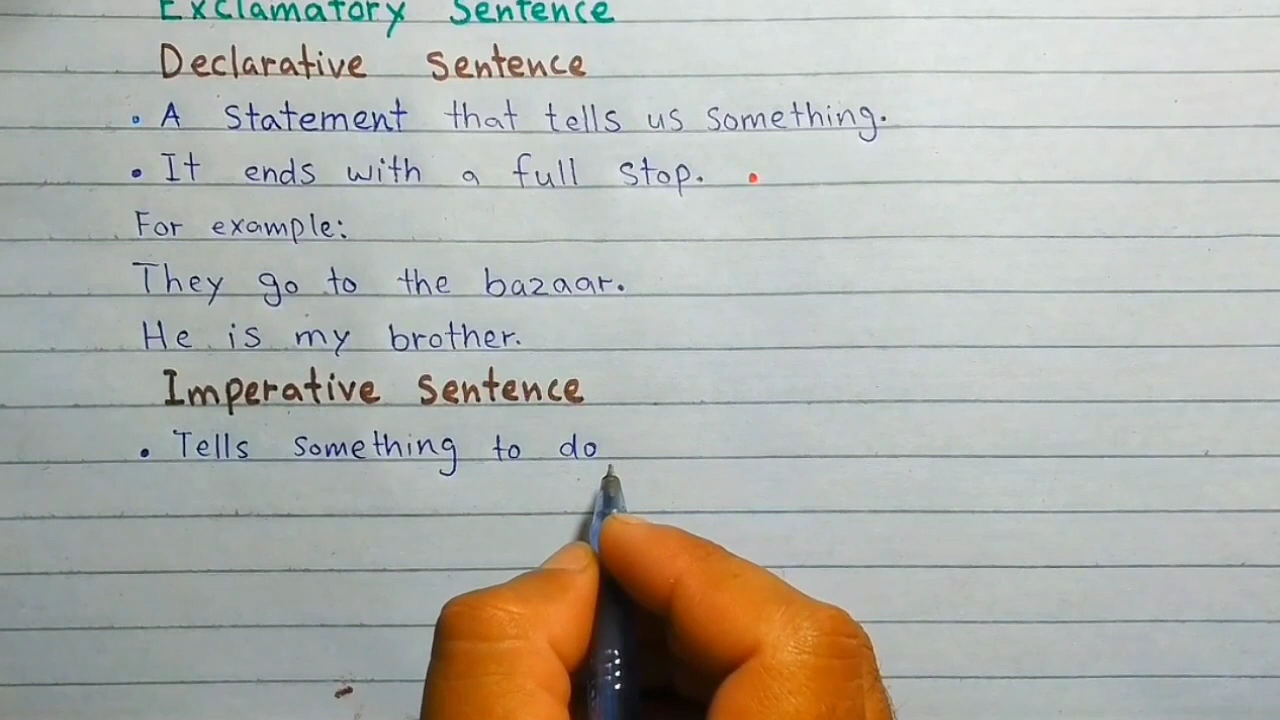 Exclamatory Sentence
Declarative Sentence
• A statement that tells us something.
• It ends with a full stop. .
For example:
They go to the bazaar.
He is my brother.
Imperative Sentence
• Tells something to do